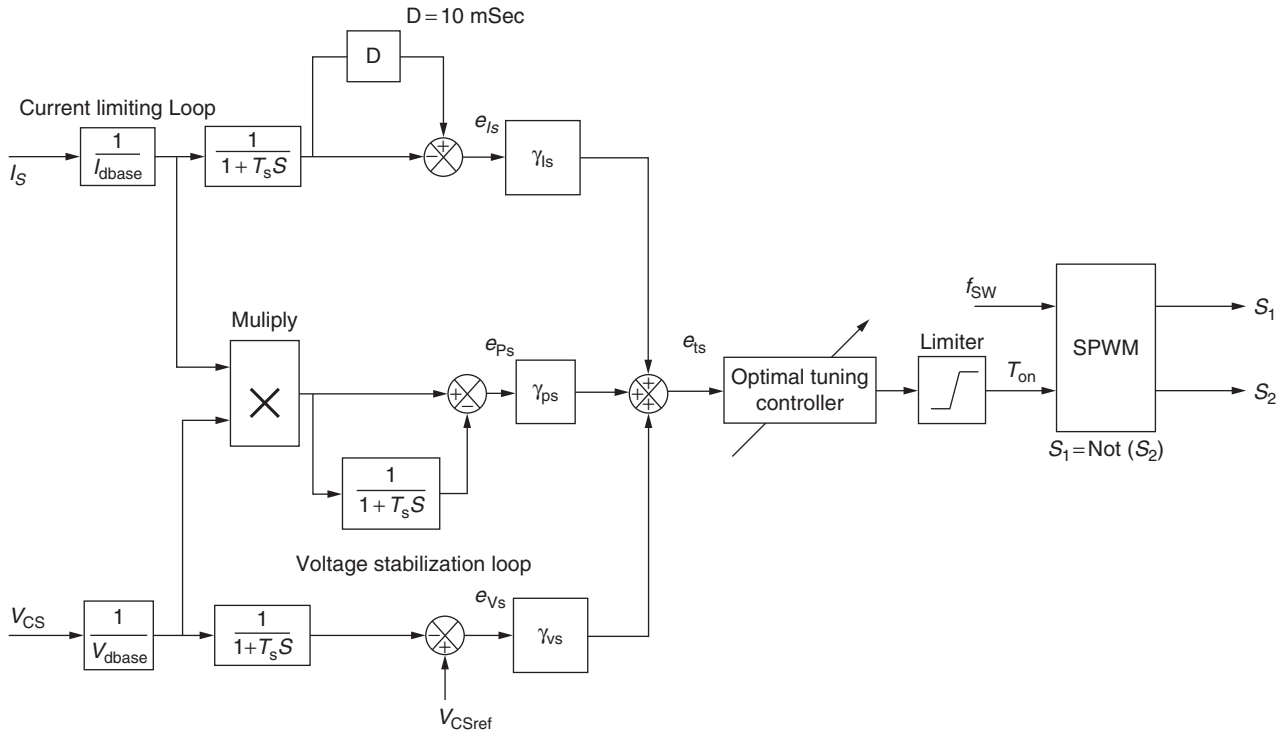 D = 10 mSec
D
Current limiting Loop
I_S
1
I_dbase
1
1 + T_sS
+
−
e_Is
γ_Is
Muliply
×
e_Ps
+
−
γ_ps
1
1 + T_sS
Voltage stabilization loop
V_CS
1
V_dbase
1
1+T_sS
−
+
V_CSref
e_Vs
γ_vs
+
+
+
e_ts
Optimal tuning
controller
Limiter
T_on
f_SW
SPWM
S_1
S_2
S_1 = Not (S_2)